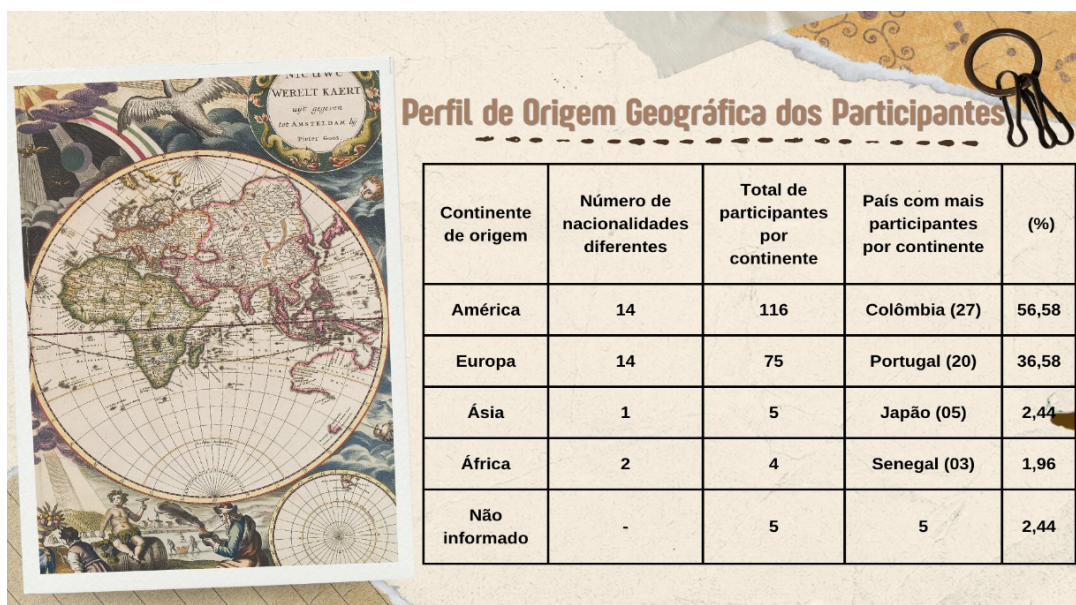 NIEUWE
WERELT KAERT
uyt gegeven
tot AMSTELDAM by
Pieter Goos.
Perfil de Origem Geográfica dos Participantes
Continente
de origem
Número de
nacionalidades
diferentes
Total de
participantes
por
continente
País com mais
participantes
por continente
(%)
América 14 116 Colômbia (27) 56,58
Europa 14 75 Portugal (20) 36,58
Ásia 1 5 Japão (05) 2,44
África 2 4 Senegal (03) 1,96
Não
informado - 5 5 2,44